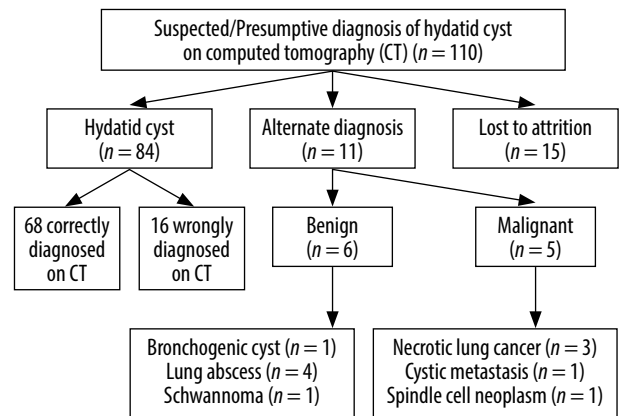 Suspected/Presumptive diagnosis of hydatid cyst
on computed tomography (CT) (n = 110)
Hydatid cyst
(n = 84)
Alternate diagnosis
(n = 11)
Lost to attrition
(n = 15)
68 correctly
diagnosed
on CT
16 wrongly
diagnosed
on CT
Benign
(n = 6)
Malignant
(n = 5)
Bronchogenic cyst (n = 1)
Lung abscess (n = 4)
Schwannoma (n = 1)
Necrotic lung cancer (n = 3)
Cystic metastasis (n = 1)
Spindle cell neoplasm (n = 1)